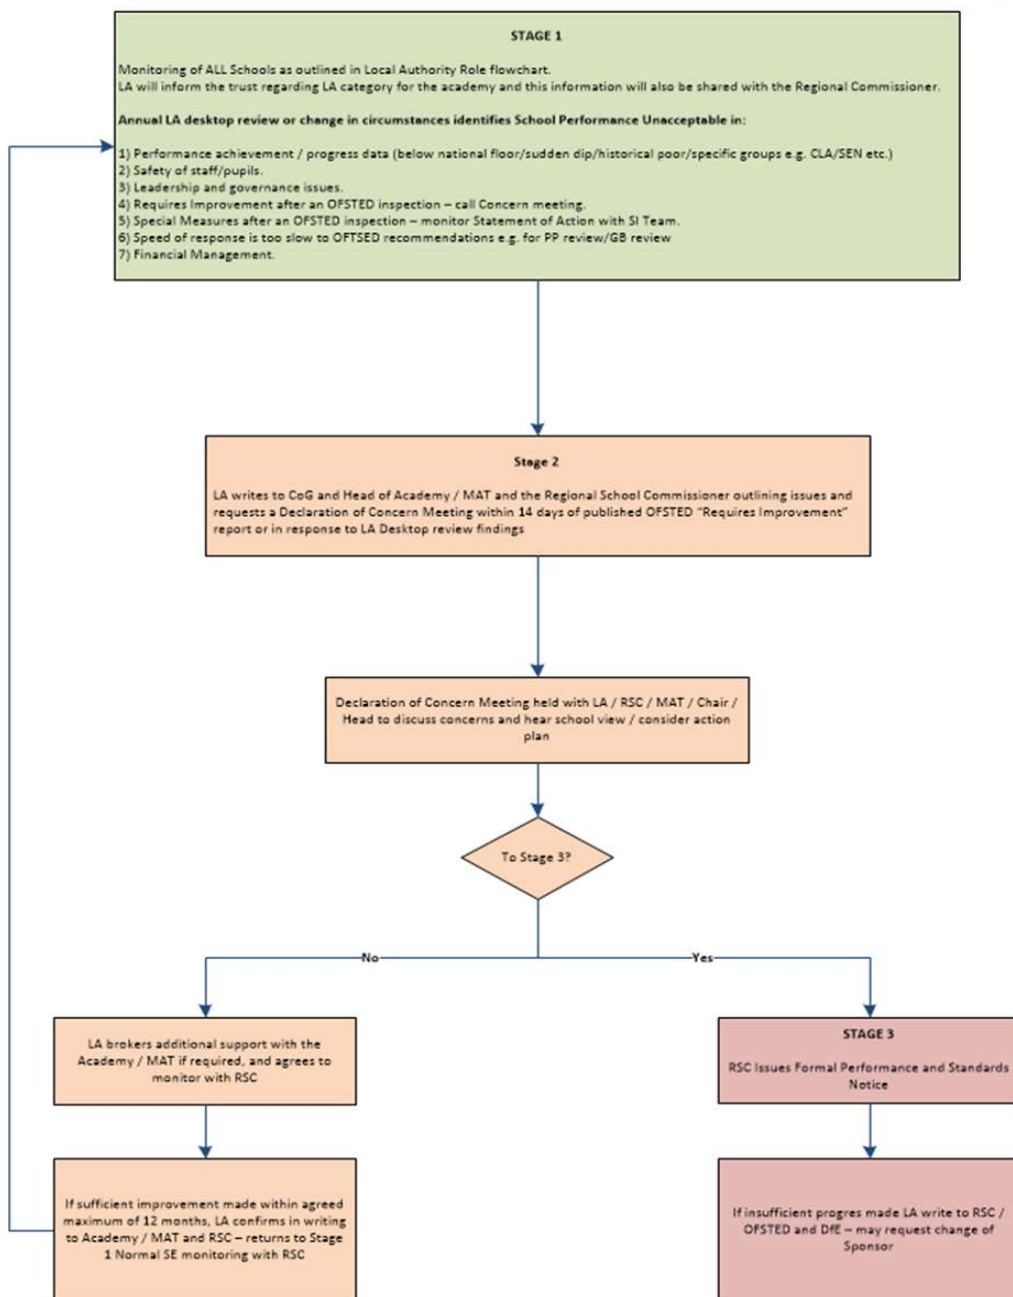 STAGE 1
Monitoring of ALL Schools as outlined in Local Authority Role flowchart.
LA will inform the trust regarding LA category for the academy and this information will also be shared with the Regional Commissioner.
Annual LA desktop review or change in circumstances identifies School Performance Unacceptable in:
1) Performance achievement / progress data (below national floor/sudden dip/historical poor/specific groups e.g. CLA/SEN etc.)
2) Safety of staff/pupils.
3) Leadership and governance issues.
4) Requires Improvement after an OFSTED inspection – call Concern meeting.
5) Special Measures after an OFSTED inspection – monitor Statement of Action with SI Team.
6) Speed of response is too slow to OFTSED recommendations e.g. for PP review/GB review
7) Financial Management.
Stage 2
LA writes to CoG and Head of Academy / MAT and the Regional School Commissioner outlining issues and
requests a Declaration of Concern Meeting within 14 days of published OFSTED "Requires Improvement"
report or in response to LA Desktop review findings
Declaration of Concern Meeting held with LA / RSC / MAT / Chair /
Head to discuss concerns and hear school view / consider action
plan
To Stage 3?
No
Yes
LA brokers additional support with the
Academy / MAT if required, and agrees to
monitor with RSC
STAGE 3
RSC Issues Formal Performance and Standards
Notice
If sufficient improvement made within agreed
maximum of 12 months, LA confirms in writing
to Academy / MAT and RSC – returns to Stage
1 Normal SE monitoring with RSC
If insufficient progres made LA write to RSC /
OFSTED and DfE – may request change of
Sponsor